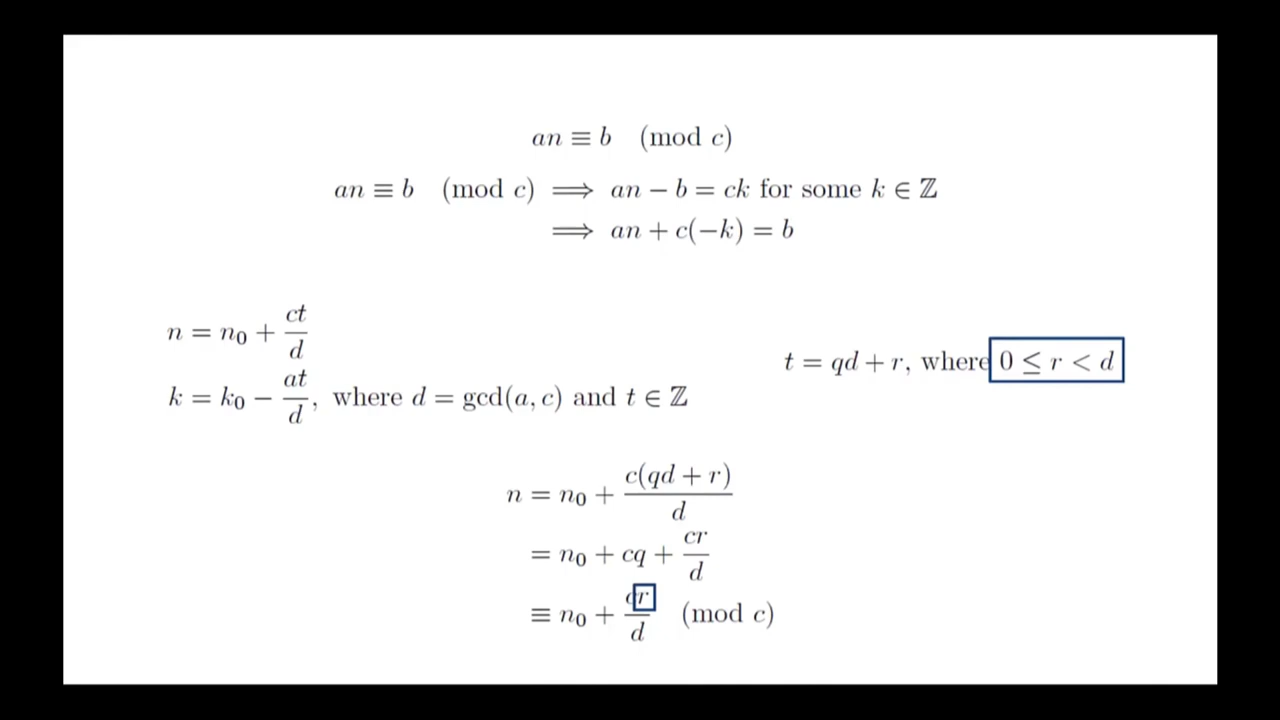 an ≡ b (mod c)
an ≡ b (mod c) ⟹ an − b = ck for some k ∈ ℤ
⟹ an + c(−k) = b
n = n₀ + ct/d
k = k₀ − at/d, where d = gcd(a, c) and t ∈ ℤ
t = qd + r, where 0 ≤ r < d
n = n₀ + c(qd + r)/d
= n₀ + cq + cr/d
≡ n₀ + cr/d (mod c)